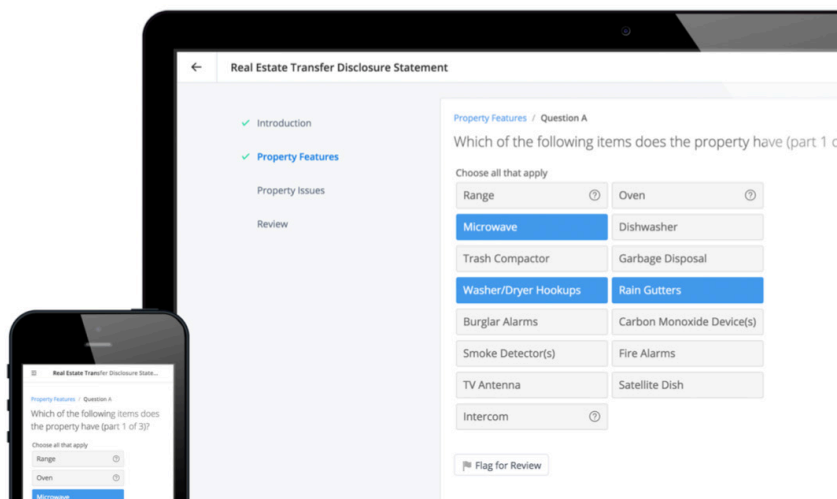 Real Estate Transfer Disclosure Statement
Introduction
Property Features
Property Issues
Review
Property Features / Question A
Which of the following items does the property have (part 1
Choose all that apply
Range
Oven
Microwave
Dishwasher
Trash Compactor
Garbage Disposal
Washer/Dryer Hookups
Rain Gutters
Burglar Alarms
Carbon Monoxide Device(s)
Smoke Detector(s)
Fire Alarms
TV Antenna
Satellite Dish
Intercom
Flag for Review
Real Estate Transfer Disclosure State...
Property Features / Question A
Which of the following items does
the property have (part 1 of 3)?
Choose all that apply
Range
Oven
Microwave